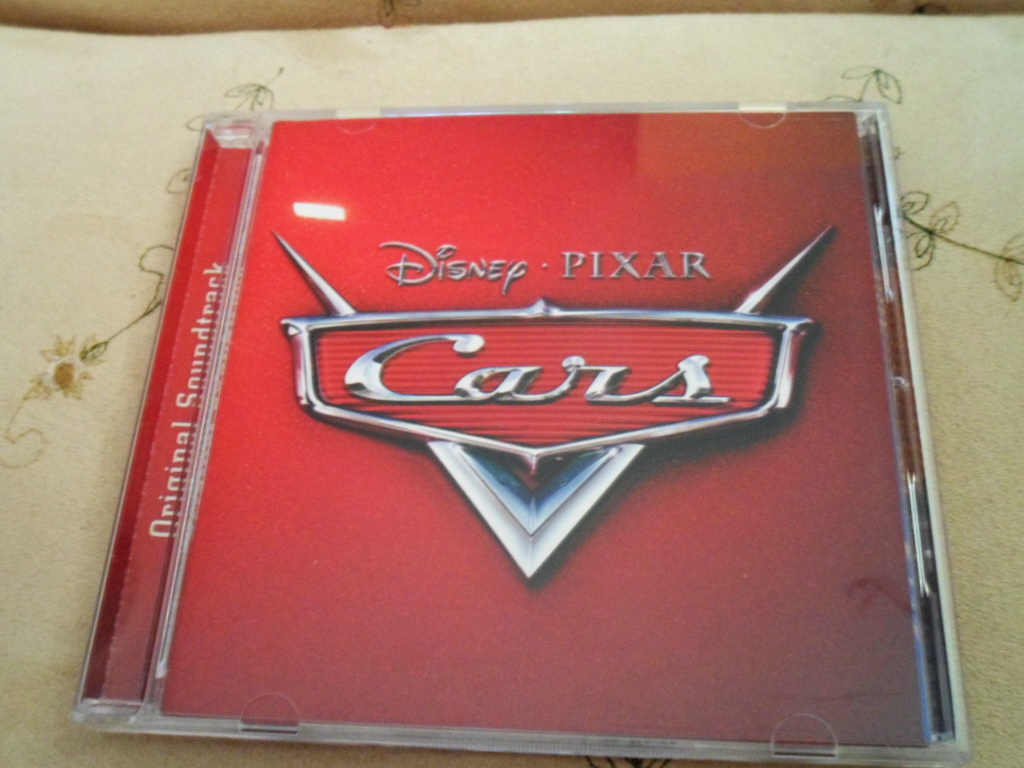 Original Soundtrack
Disney · PIXAR
Cars